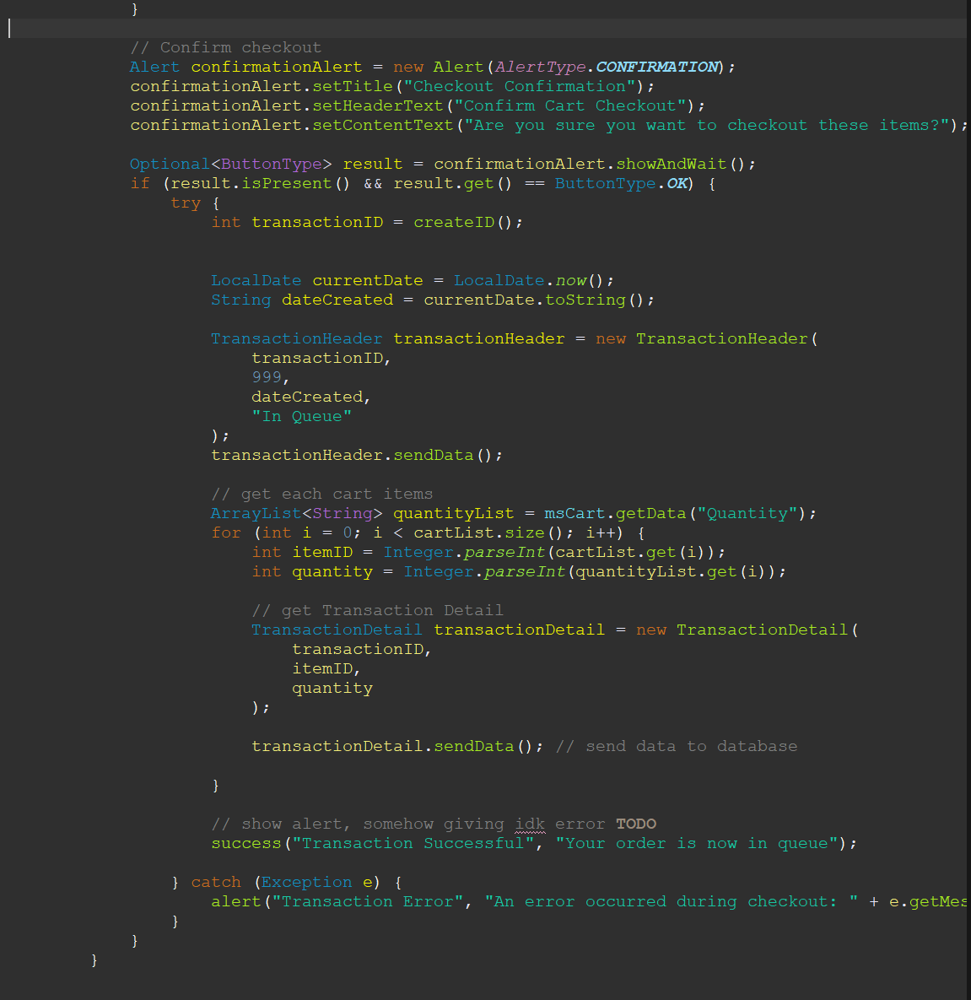 }
// Confirm checkout
Alert confirmationAlert = new Alert(AlertType.CONFIRMATION);
confirmationAlert.setTitle("Checkout Confirmation");
confirmationAlert.setHeaderText("Confirm Cart Checkout");
confirmationAlert.setContentText("Are you sure you want to checkout these items?");
Optional<ButtonType> result = confirmationAlert.showAndWait();
if (result.isPresent() && result.get() == ButtonType.OK) {
try {
int transactionID = createID();
LocalDate currentDate = LocalDate.now();
String dateCreated = currentDate.toString();
TransactionHeader transactionHeader = new TransactionHeader(
transactionID,
999,
dateCreated,
"In Queue"
);
transactionHeader.sendData();
// get each cart items
ArrayList<String> quantityList = msCart.getData("Quantity");
for (int i = 0; i < cartList.size(); i++) {
int itemID = Integer.parseInt(cartList.get(i));
int quantity = Integer.parseInt(quantityList.get(i));
// get Transaction Detail
TransactionDetail transactionDetail = new TransactionDetail(
transactionID,
itemID,
quantity
);
transactionDetail.sendData(); // send data to database
}
// show alert, somehow giving idk error TODO
success("Transaction Successful", "Your order is now in queue");
} catch (Exception e) {
alert("Transaction Error", "An error occurred during checkout: " + e.getMes
}
}
}